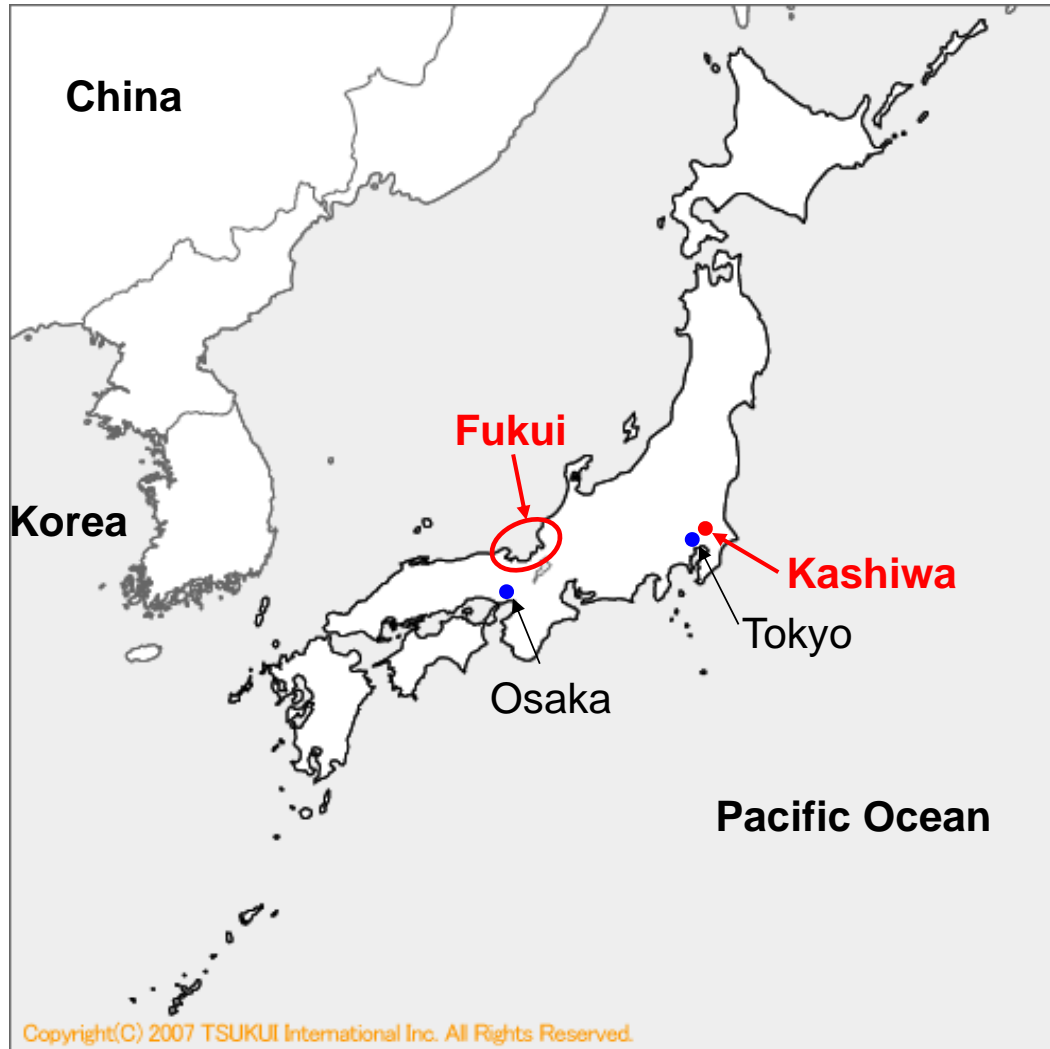 China
Fukui
Korea
Kashiwa
Tokyo
Osaka
Pacific Ocean
Copyright(C) 2007 TSUKUI International Inc. All Rights Reserved.